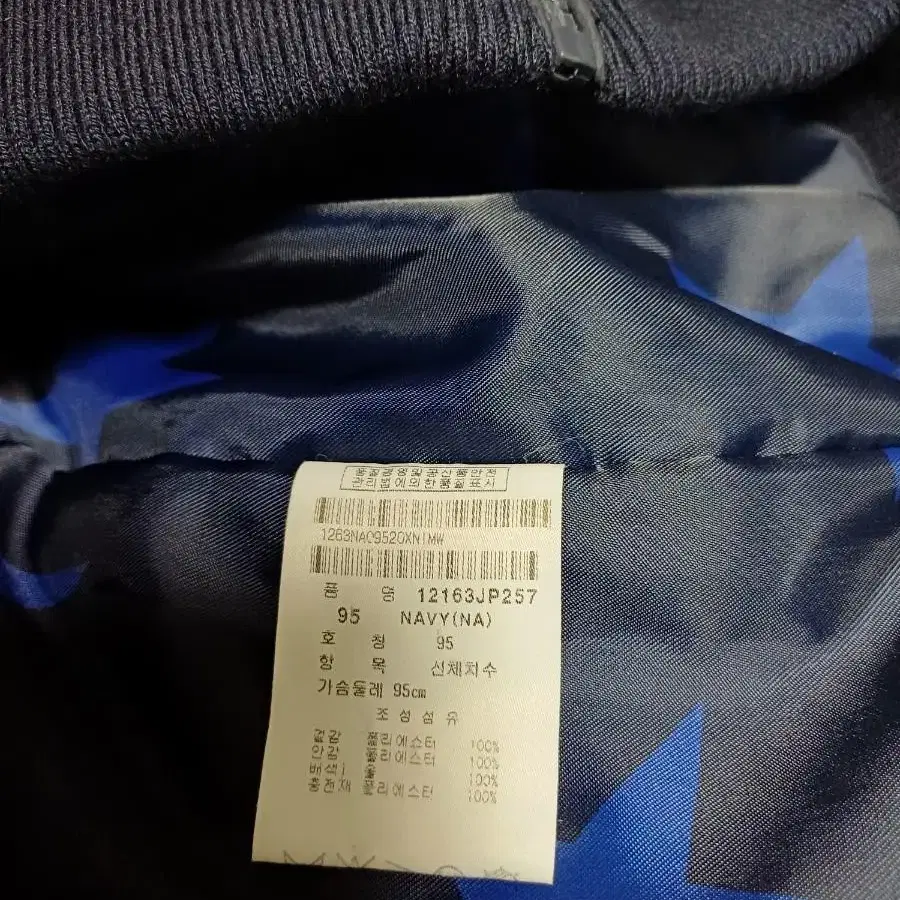 품질경영및공산품안전
관리법에의한품질표시
1263NA09520XNIMW
품 명 12163JP257
95 NAVY(NA)
호 칭 95
항 목 신체치수
가슴둘레 95cm
조성섬유
겉감 폴리에스터 100%
안감 폴리에스터 100%
100%
충전재 폴리에스터 100%